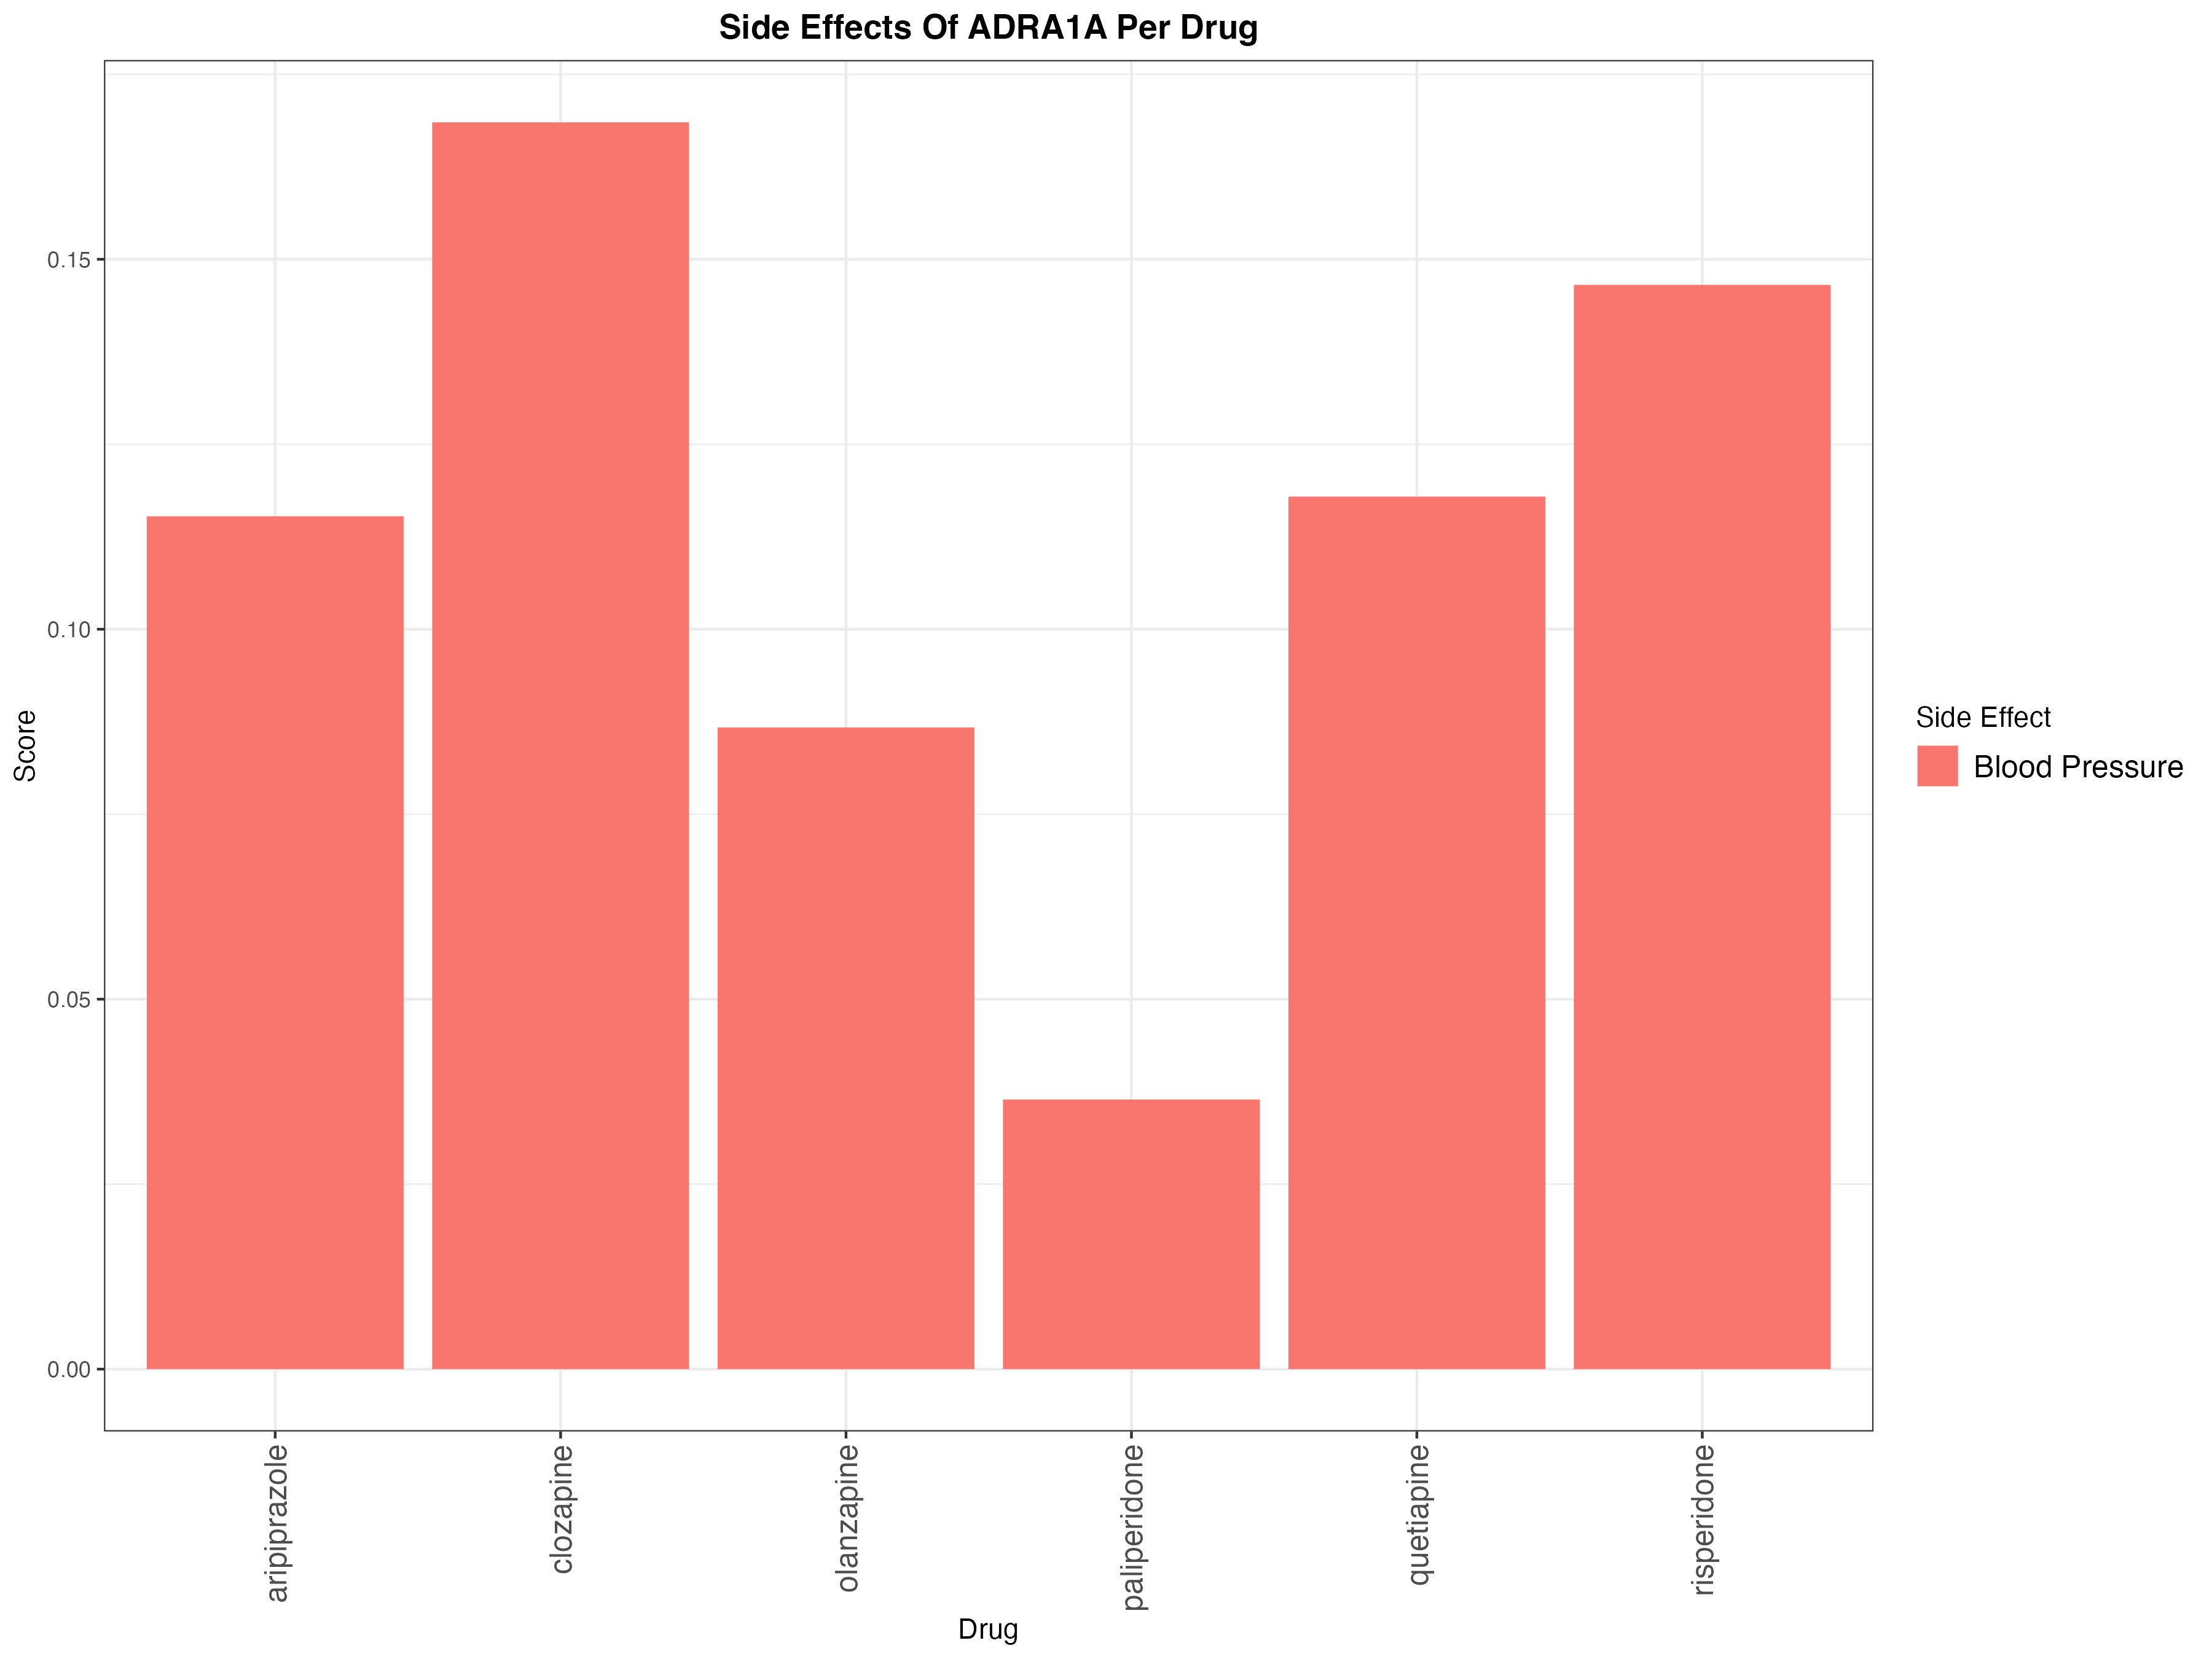 Side Effects Of ADRA1A Per Drug
Score
0.15
0.10
0.05
0.00
aripiprazole
clozapine
olanzapine
paliperidone
quetiapine
risperidone
Drug
Side Effect
Blood Pressure